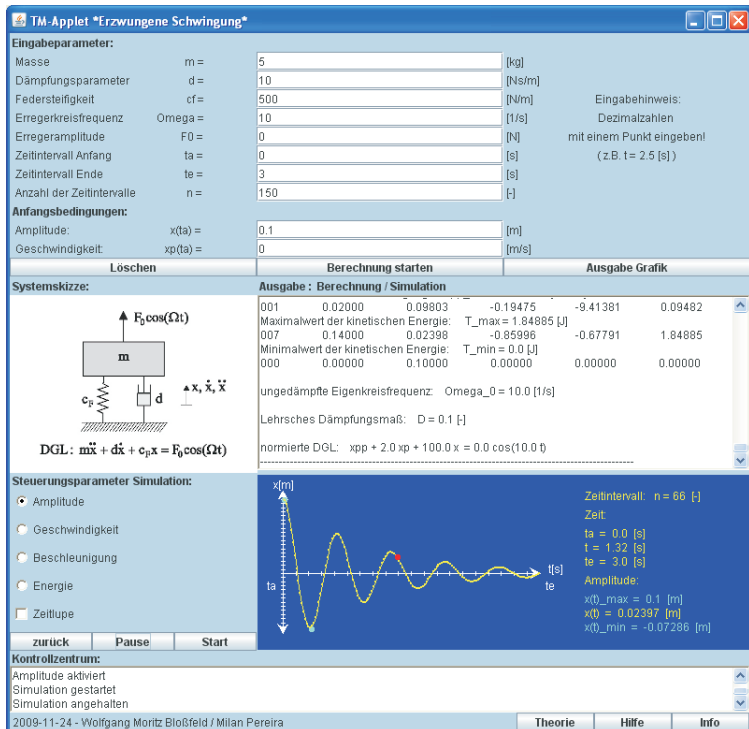 TM-Applet *Erzwungene Schwingung*
Eingabeparameter:
Masse m = 5 [kg]
Dämpfungsparameter d = 10 [Ns/m]
Federsteifigkeit cf = 500 [N/m] Eingabehinweis:
Erregerkreisfrequenz Omega = 10 [1/s] Dezimalzahlen
Erregeramplitude F0 = 0 [N] mit einem Punkt eingeben!
Zeitintervall Anfang ta = 0 [s] (z.B. t = 2.5 [s])
Zeitintervall Ende te = 3 [s]
Anzahl der Zeitintervalle n = 150 [-]
Anfangsbedingungen:
Amplitude: x(ta) = 0.1 [m]
Geschwindigkeit: xp(ta) = 0 [m/s]
Löschen Berechnung starten Ausgabe Grafik
Systemskizze:
F₀cos(Ωt)
m
c_F d x, ẋ, ẍ
DGL: mẍ + dẋ + c_Fx = F₀cos(Ωt)
Ausgabe : Berechnung / Simulation
001 0.02000 0.09803 -0.19475 -9.41381 0.09482
Maximalwert der kinetischen Energie: T_max = 1.84885 [J]
007 0.14000 0.02398 -0.85996 -0.67791 1.84885
Minimalwert der kinetischen Energie: T_min = 0.0 [J]
000 0.00000 0.10000 0.00000 0.00000 0.00000
ungedämpfte Eigenkreisfrequenz: Omega_0 = 10.0 [1/s]
Lehrsches Dämpfungsmaß: D = 0.1 [-]
normierte DGL: xpp + 2.0 xp + 100.0 x = 0.0 cos(10.0 t)
Steuerungsparameter Simulation:
Amplitude
Geschwindigkeit
Beschleunigung
Energie
Zeitlupe
zurück Pause Start
x[m]
ta
t[s]
te
Zeitintervall: n = 66 [-]
Zeit:
ta = 0.0 [s]
t = 1.32 [s]
te = 3.0 [s]
Amplitude:
x(t)_max = 0.1 [m]
x(t) = 0.02397 [m]
x(t)_min = -0.07286 [m]
Kontrollzentrum:
Amplitude aktiviert
Simulation gestartet
Simulation angehalten
2009-11-24 - Wolfgang Moritz Bloßfeld / Milan Pereira Theorie Hilfe Info